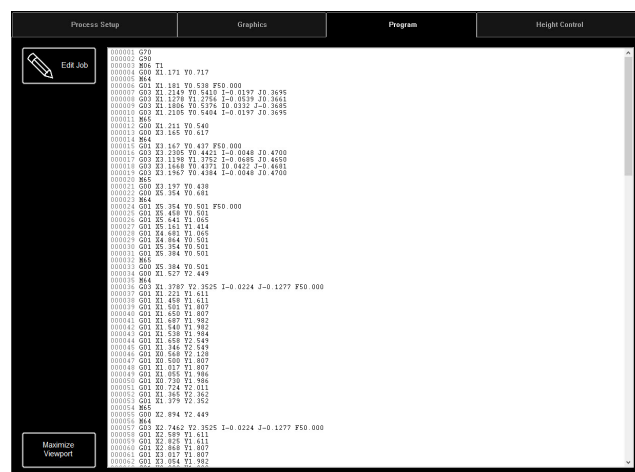 Process Setup
Graphics
Program
Height Control
Edit Job
000001 G70
000002 G90
000003 M06 T1
000004 G00 X1.171 Y0.717
000005 M64
000006 G01 X1.181 Y0.538 F50.000
000007 G03 X1.2149 Y0.5410 I-0.0197 J0.3695
000008 G03 X1.1278 Y1.2756 I-0.0539 J0.3661
000009 G03 X1.1806 Y0.5376 I0.0332 J-0.3685
000010 G03 X1.2105 Y0.5404 I-0.0197 J0.3695
000011 M65
000012 G00 X1.211 Y0.540
000013 G00 X3.165 Y0.617
000014 M64
000015 G01 X3.167 Y0.437 F50.000
000016 G03 X3.2305 Y0.4421 I-0.0048 J0.4700
000017 G03 X3.1198 Y1.3752 I-0.0685 J0.4650
000018 G03 X3.1668 Y0.4371 I0.0422 J-0.4681
000019 G03 X3.1967 Y0.4384 I-0.0048 J0.4700
000020 M65
000021 G00 X3.197 Y0.438
000022 G00 X5.354 Y0.681
000023 M64
000024 G01 X5.354 Y0.501 F50.000
000025 G01 X5.458 Y0.501
000026 G01 X5.641 Y1.065
000027 G01 X5.161 Y1.414
000028 G01 X4.681 Y1.065
000029 G01 X4.864 Y0.501
000030 G01 X5.354 Y0.501
000031 G01 X5.384 Y0.501
000032 M65
000033 G00 X5.384 Y0.501
000034 G00 X1.527 Y2.449
000035 M64
000036 G03 X1.3787 Y2.3525 I-0.0224 J-0.1277 F50.000
000037 G01 X1.221 Y1.611
000038 G01 X1.458 Y1.611
000039 G01 X1.501 Y1.807
000040 G01 X1.650 Y1.807
000041 G01 X1.687 Y1.982
000042 G01 X1.540 Y1.982
000043 G01 X1.538 Y1.984
000044 G01 X1.658 Y2.549
000045 G01 X1.346 Y2.549
000046 G01 X0.568 Y2.128
000047 G01 X0.500 Y1.807
000048 G01 X1.017 Y1.807
000049 G01 X1.055 Y1.986
000050 G01 X0.730 Y1.986
000051 G01 X0.724 Y2.011
000052 G01 X1.365 Y2.362
000053 G01 X1.379 Y2.352
000054 M65
000055 G00 X2.894 Y2.449
000056 M64
000057 G03 X2.7462 Y2.3525 I-0.0224 J-0.1277 F50.000
000058 G01 X2.589 Y1.611
000059 G01 X2.825 Y1.611
000060 G01 X2.868 Y1.807
000061 G01 X3.017 Y1.807
000062 G01 X3.054 Y1.982
Maximize
Viewport